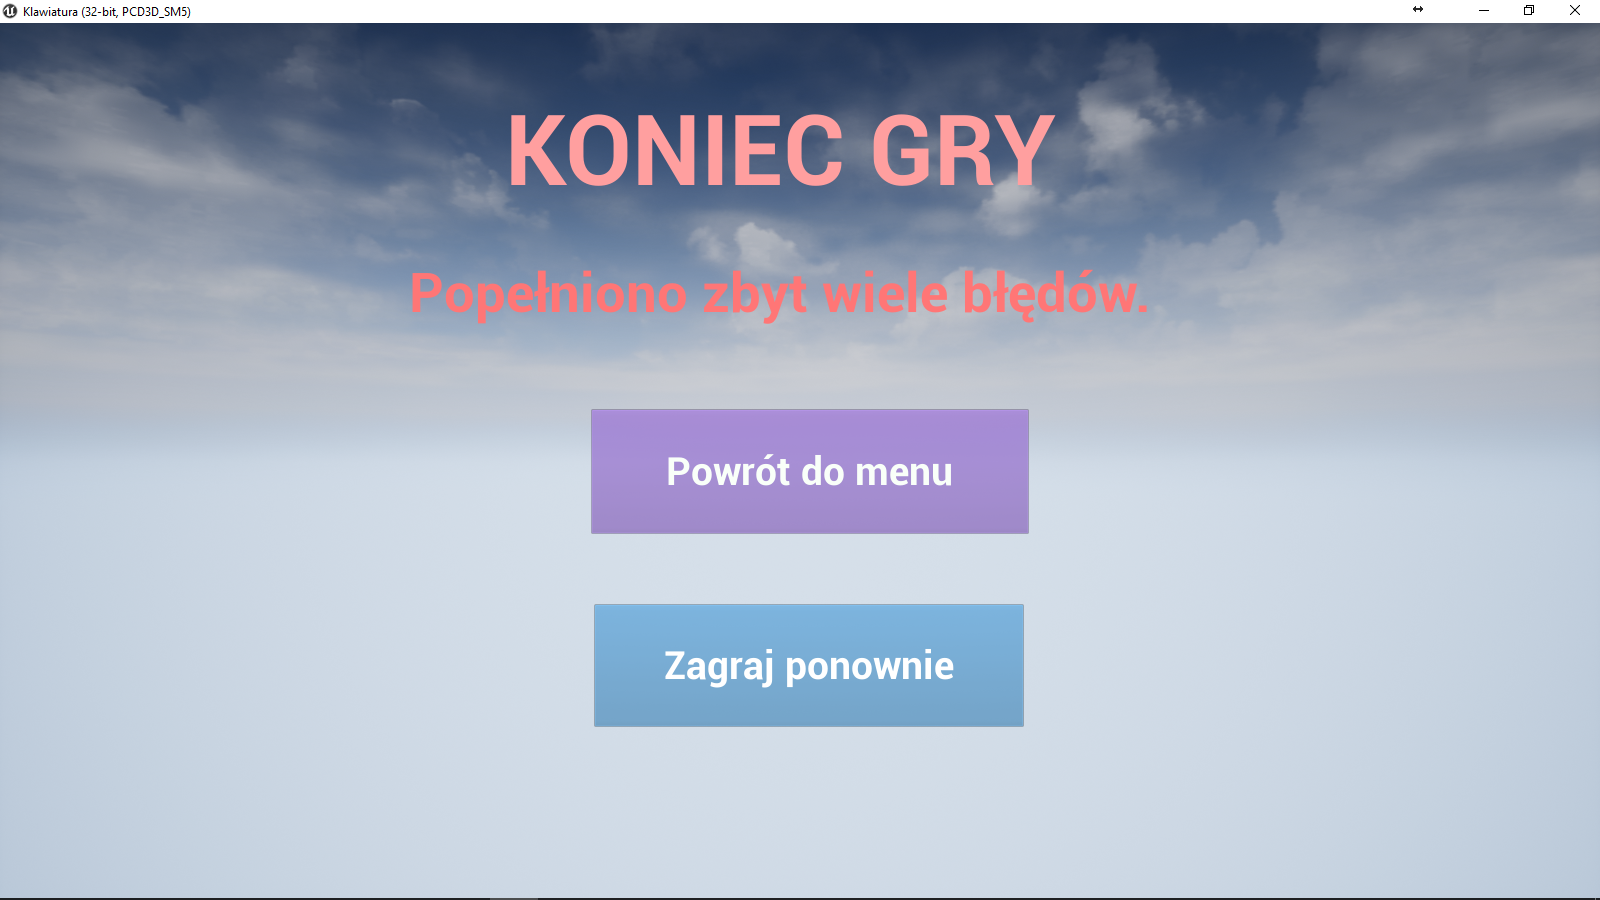 Klawiatura (32-bit, PCD3D_SM5)
KONIEC GRY
Popełniono zbyt wiele błędów.
Powrót do menu
Zagraj ponownie